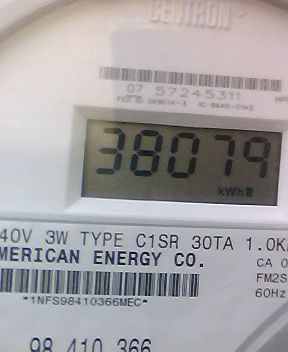 CENTRON®
07 57245311
38079
kWh
40V 3W TYPE C1SR 30TA 1.0K
MERICAN ENERGY CO.
CA 0
FM2S
60Hz
*1NFS98410366MEC*
98 410 366